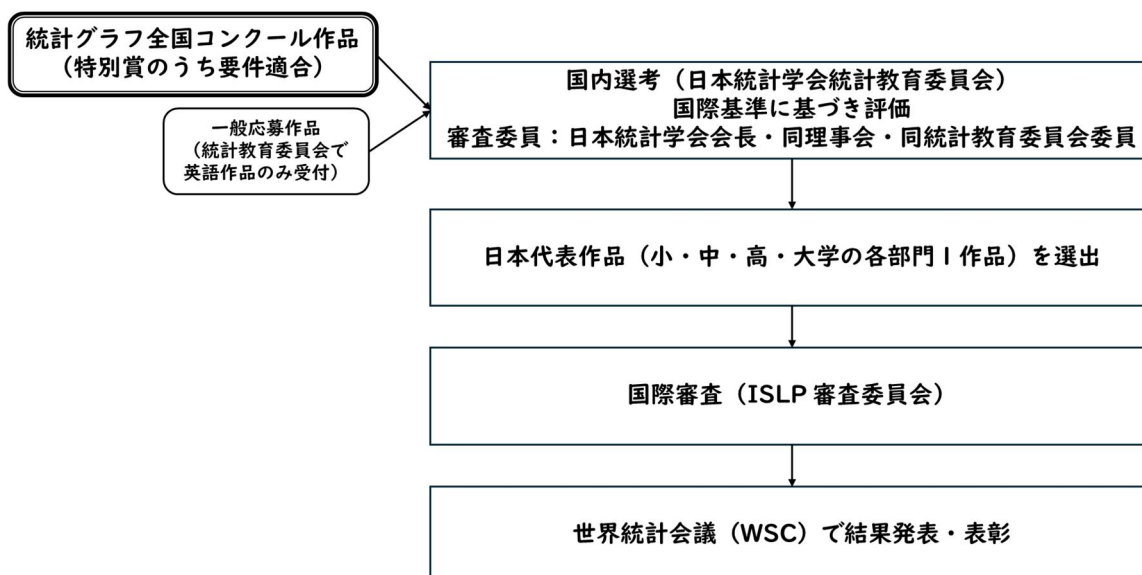 統計グラフ全国コンクール作品
（特別賞のうち要件適合）
一般応募作品
（統計教育委員会で
英語作品のみ受付）
国内選考（日本統計学会統計教育委員会）
国際基準に基づき評価
審査委員：日本統計学会会長・同理事会・同統計教育委員会委員
日本代表作品（小・中・高・大学の各部門１作品）を選出
国際審査（ISLP 審査委員会）
世界統計会議（WSC）で結果発表・表彰